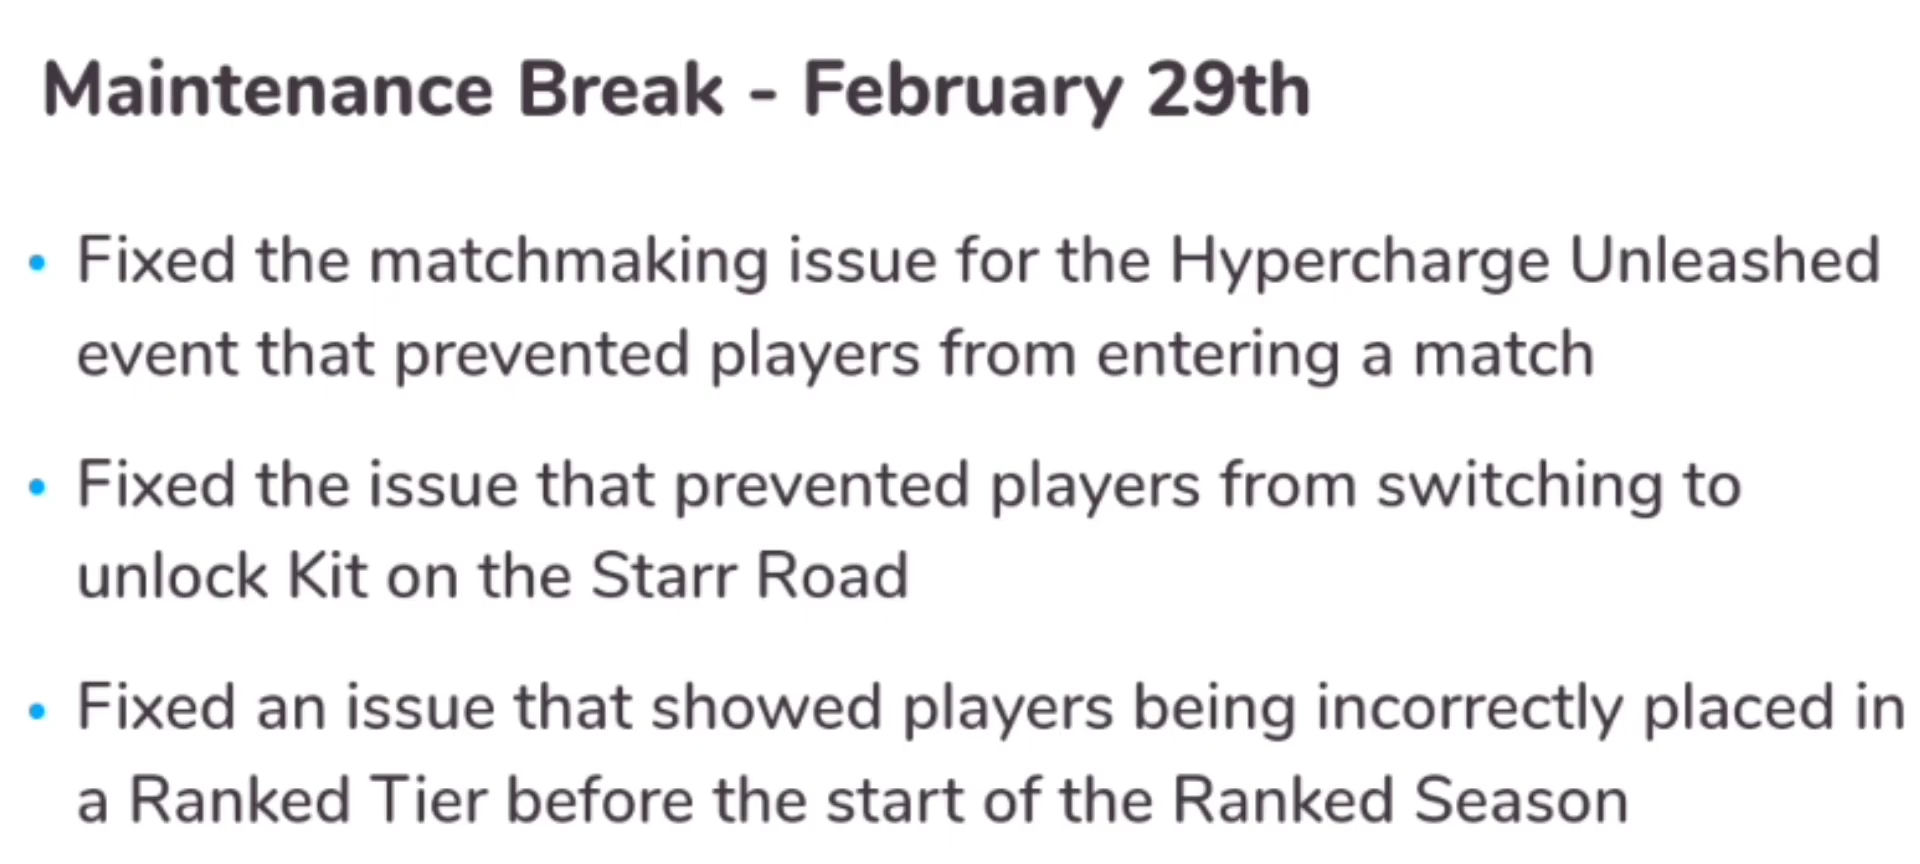 Maintenance Break - February 29th
• Fixed the matchmaking issue for the Hypercharge Unleashed
event that prevented players from entering a match
• Fixed the issue that prevented players from switching to
unlock Kit on the Starr Road
• Fixed an issue that showed players being incorrectly placed in
a Ranked Tier before the start of the Ranked Season